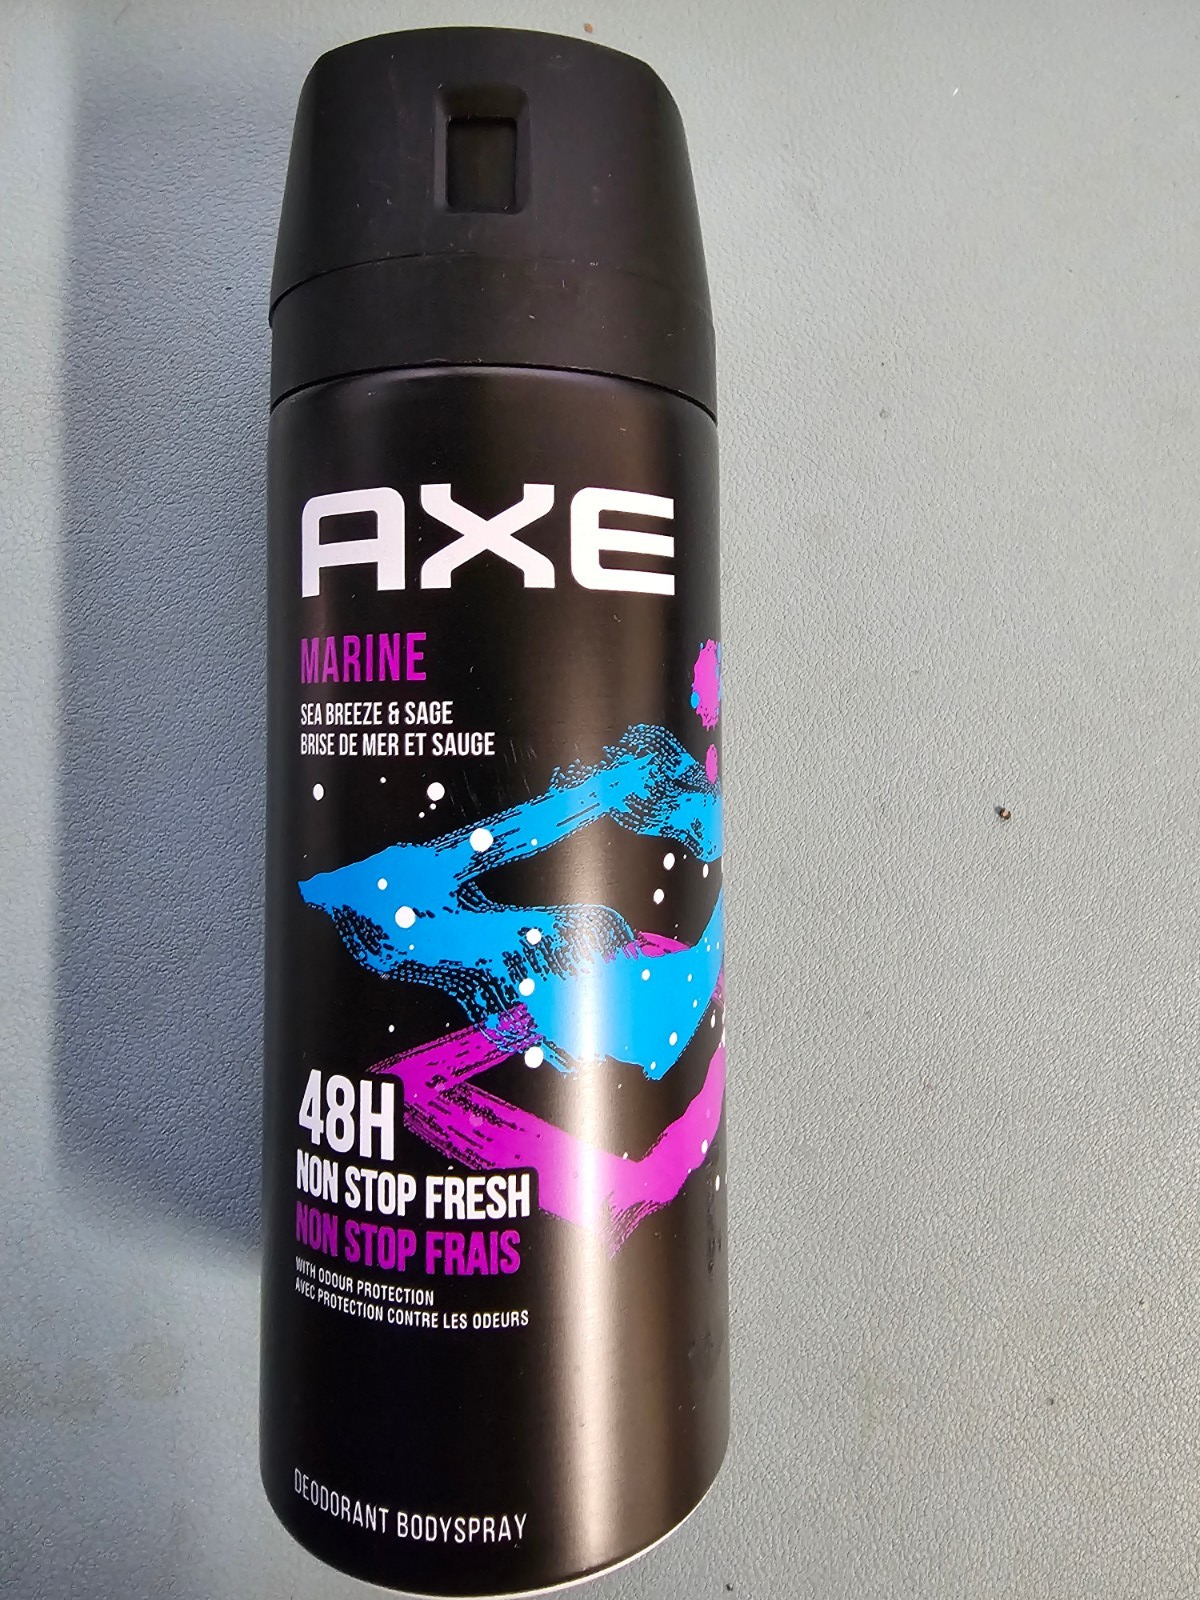 AXE
MARINE
SEA BREEZE & SAGE
BRISE DE MER ET SAUGE
48H
NON STOP FRESH
NON STOP FRAIS
WITH ODOUR PROTECTION
AVEC PROTECTION CONTRE LES ODEURS
DEODORANT BODYSPRAY